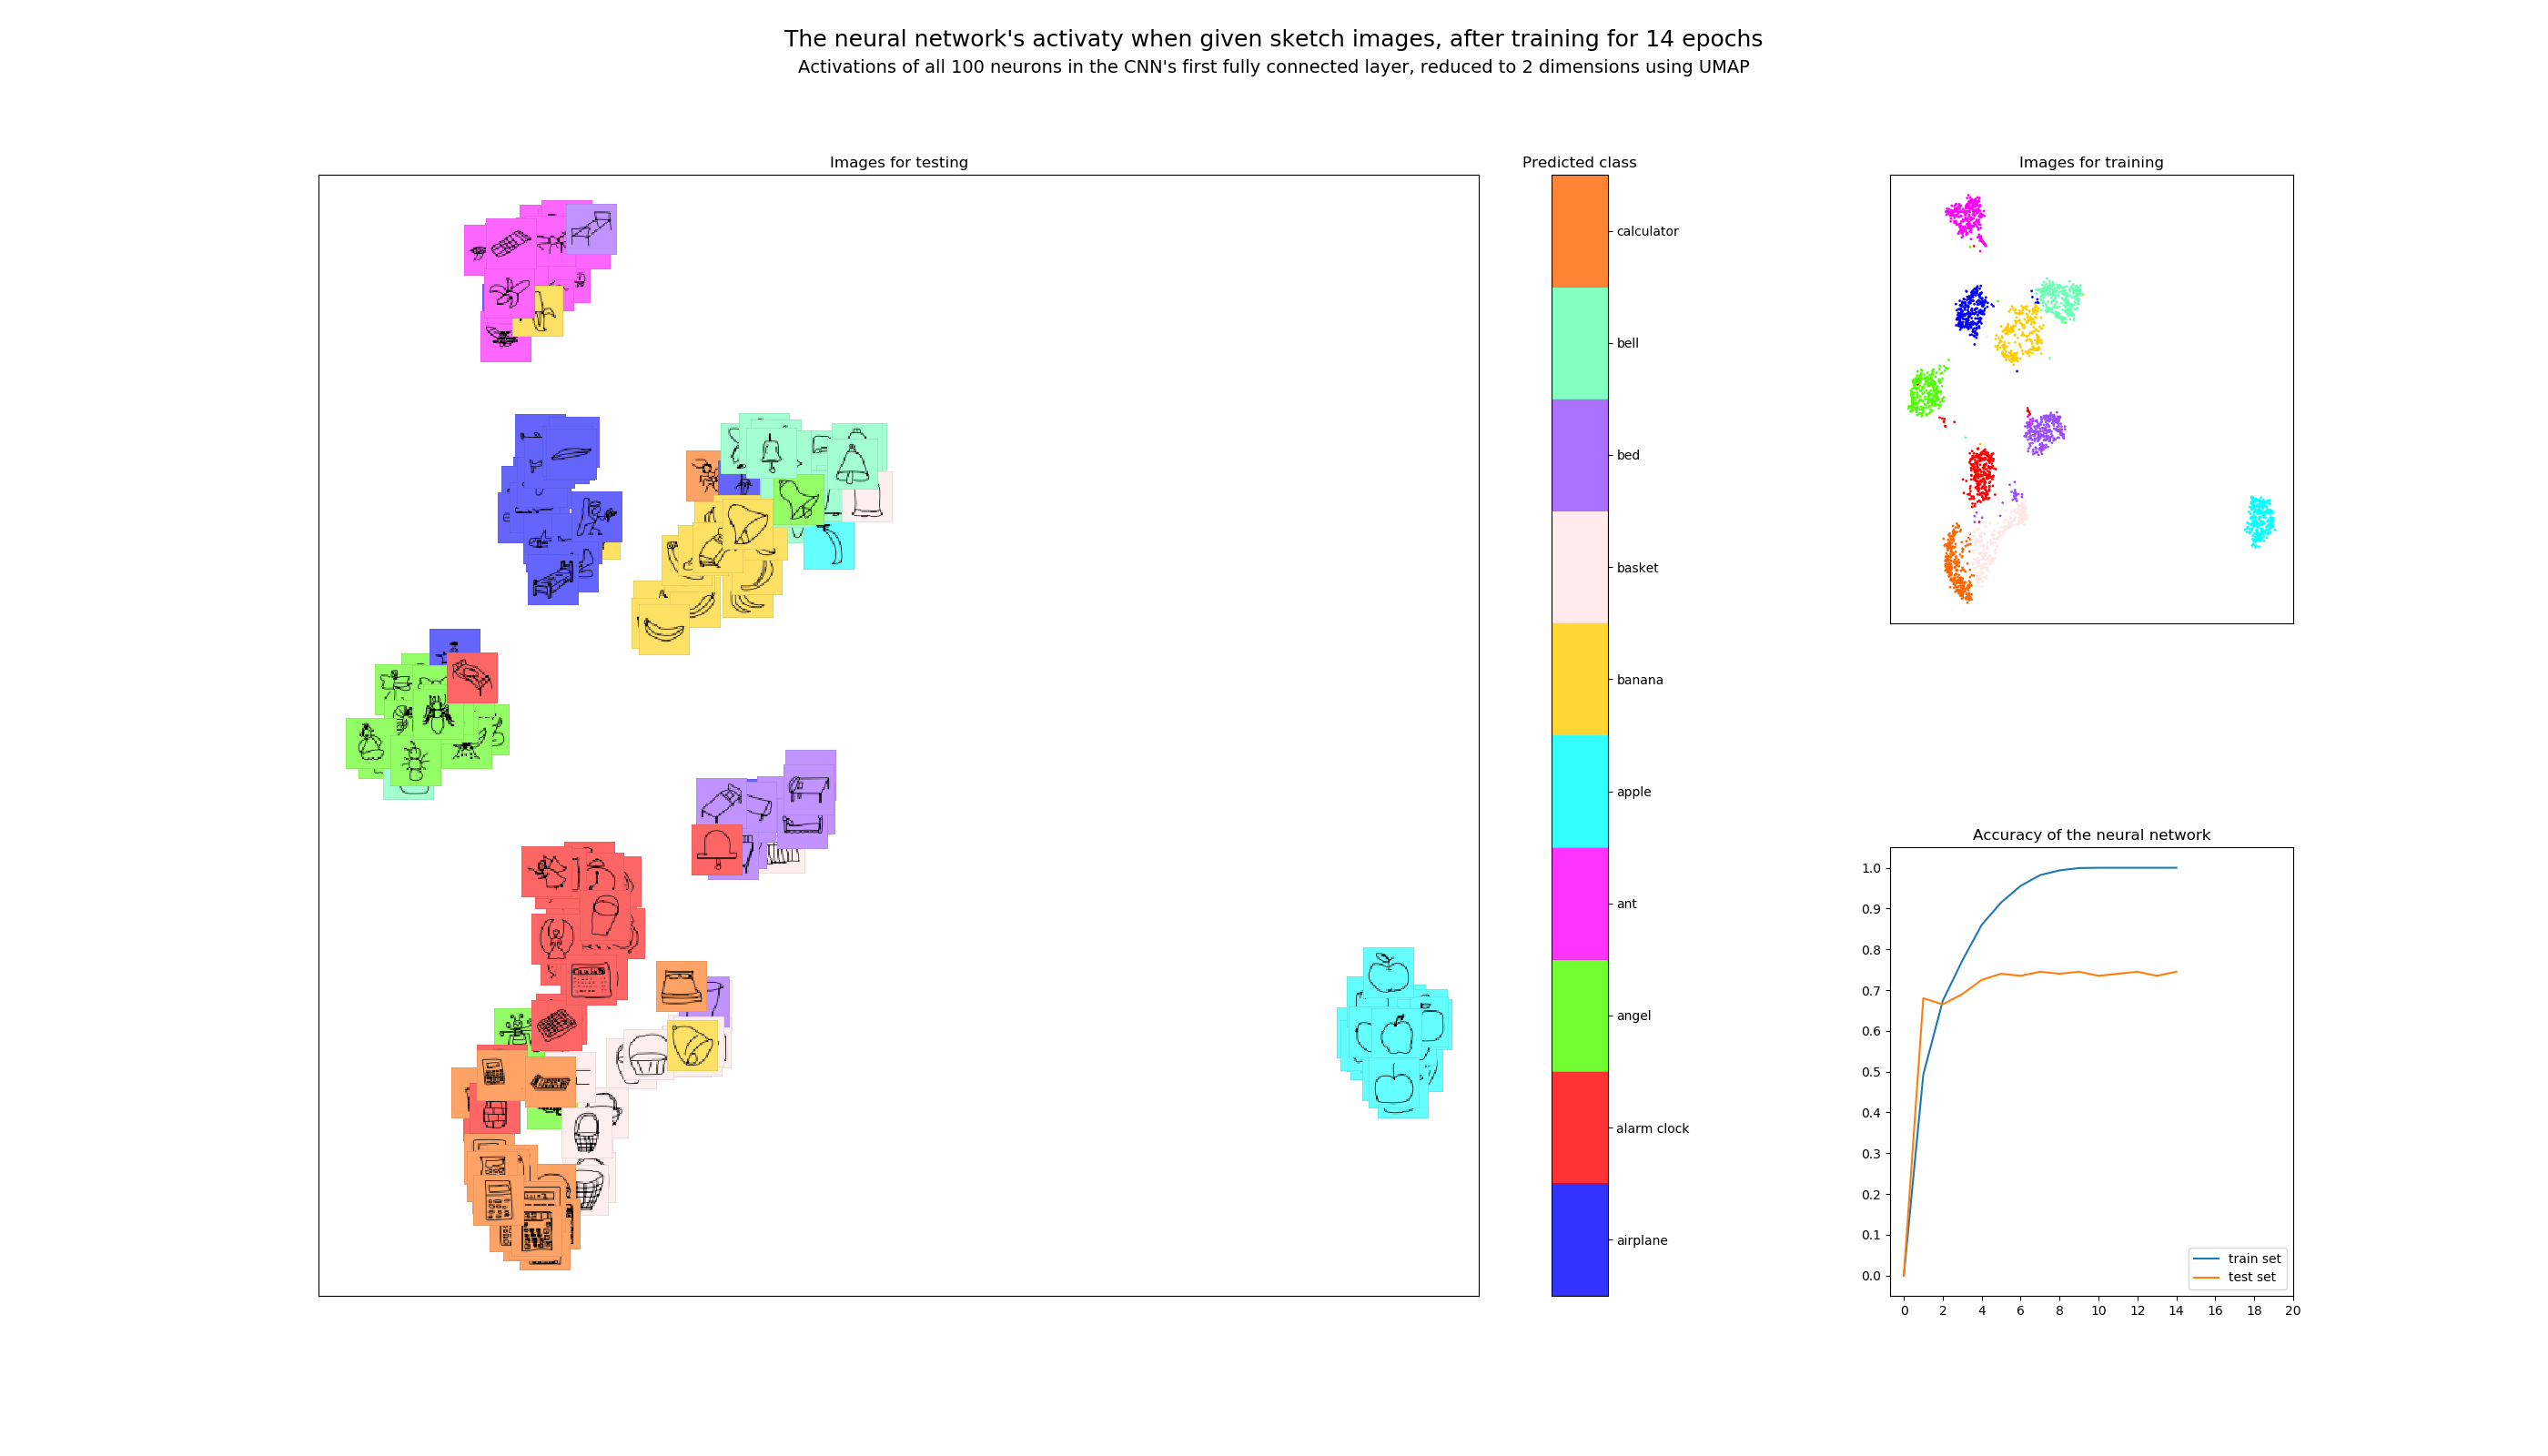 The neural network's activaty when given sketch images, after training for 14 epochs
Activations of all 100 neurons in the CNN's first fully connected layer, reduced to 2 dimensions using UMAP
Images for testing
Predicted class
calculator
bell
bed
basket
banana
apple
ant
angel
alarm clock
airplane
Images for training
Accuracy of the neural network
1.0
0.9
0.8
0.7
0.6
0.5
0.4
0.3
0.2
0.1
0.0
train set
test set
0 2 4 6 8 10 12 14 16 18 20